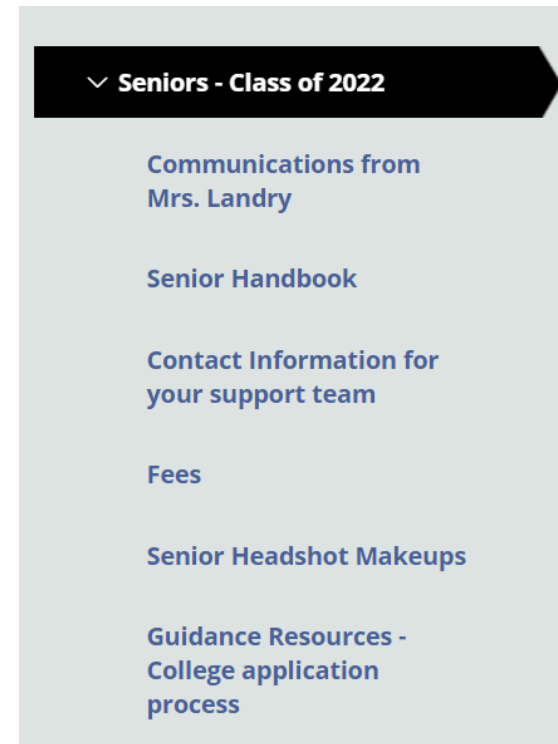 Seniors - Class of 2022
Communications from
Mrs. Landry
Senior Handbook
Contact Information for
your support team
Fees
Senior Headshot Makeups
Guidance Resources -
College application
process